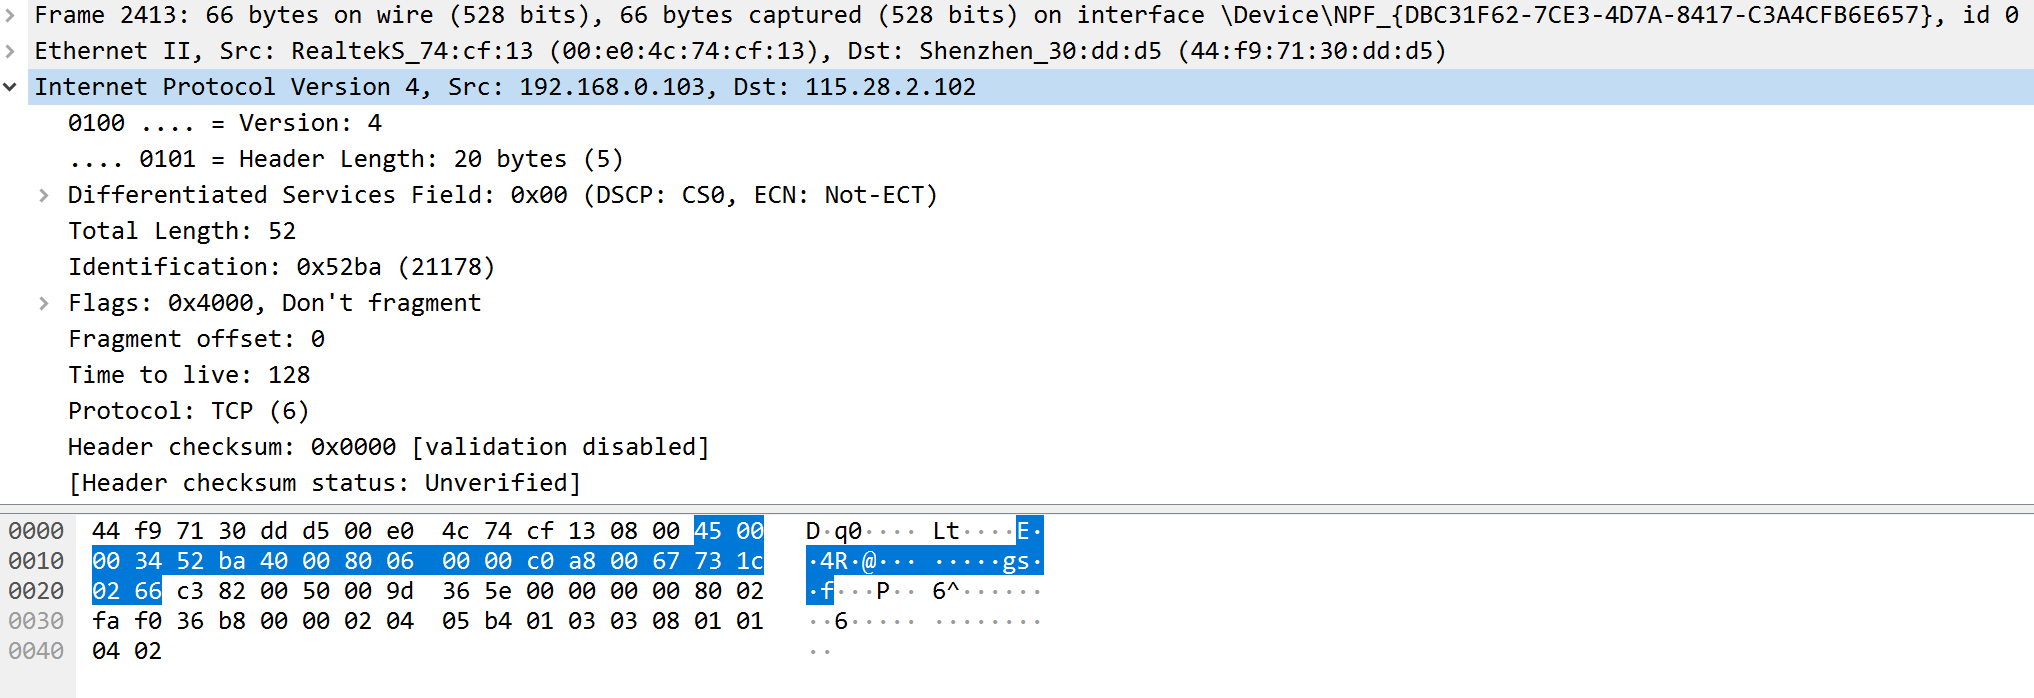 Frame 2413: 66 bytes on wire (528 bits), 66 bytes captured (528 bits) on interface \Device\NPF_{DBC31F62-7CE3-4D7A-8417-C3A4CFB6E657}, id 0
Ethernet II, Src: RealtekS_74:cf:13 (00:e0:4c:74:cf:13), Dst: Shenzhen_30:dd:d5 (44:f9:71:30:dd:d5)
Internet Protocol Version 4, Src: 192.168.0.103, Dst: 115.28.2.102
0100 .... = Version: 4
.... 0101 = Header Length: 20 bytes (5)
Differentiated Services Field: 0x00 (DSCP: CS0, ECN: Not-ECT)
Total Length: 52
Identification: 0x52ba (21178)
Flags: 0x4000, Don't fragment
Fragment offset: 0
Time to live: 128
Protocol: TCP (6)
Header checksum: 0x0000 [validation disabled]
[Header checksum status: Unverified]
0000 44 f9 71 30 dd d5 00 e0 4c 74 cf 13 08 00 45 00 D·q0···· Lt····E·
0010 00 34 52 ba 40 00 80 06 00 00 c0 a8 00 67 73 1c ·4R·@··· ·····gs·
0020 02 66 c3 82 00 50 00 9d 36 5e 00 00 00 00 80 02 ·f···P·· 6^······
0030 fa f0 36 b8 00 00 02 04 05 b4 01 03 03 08 01 01 ··6····· ········
0040 04 02 ··